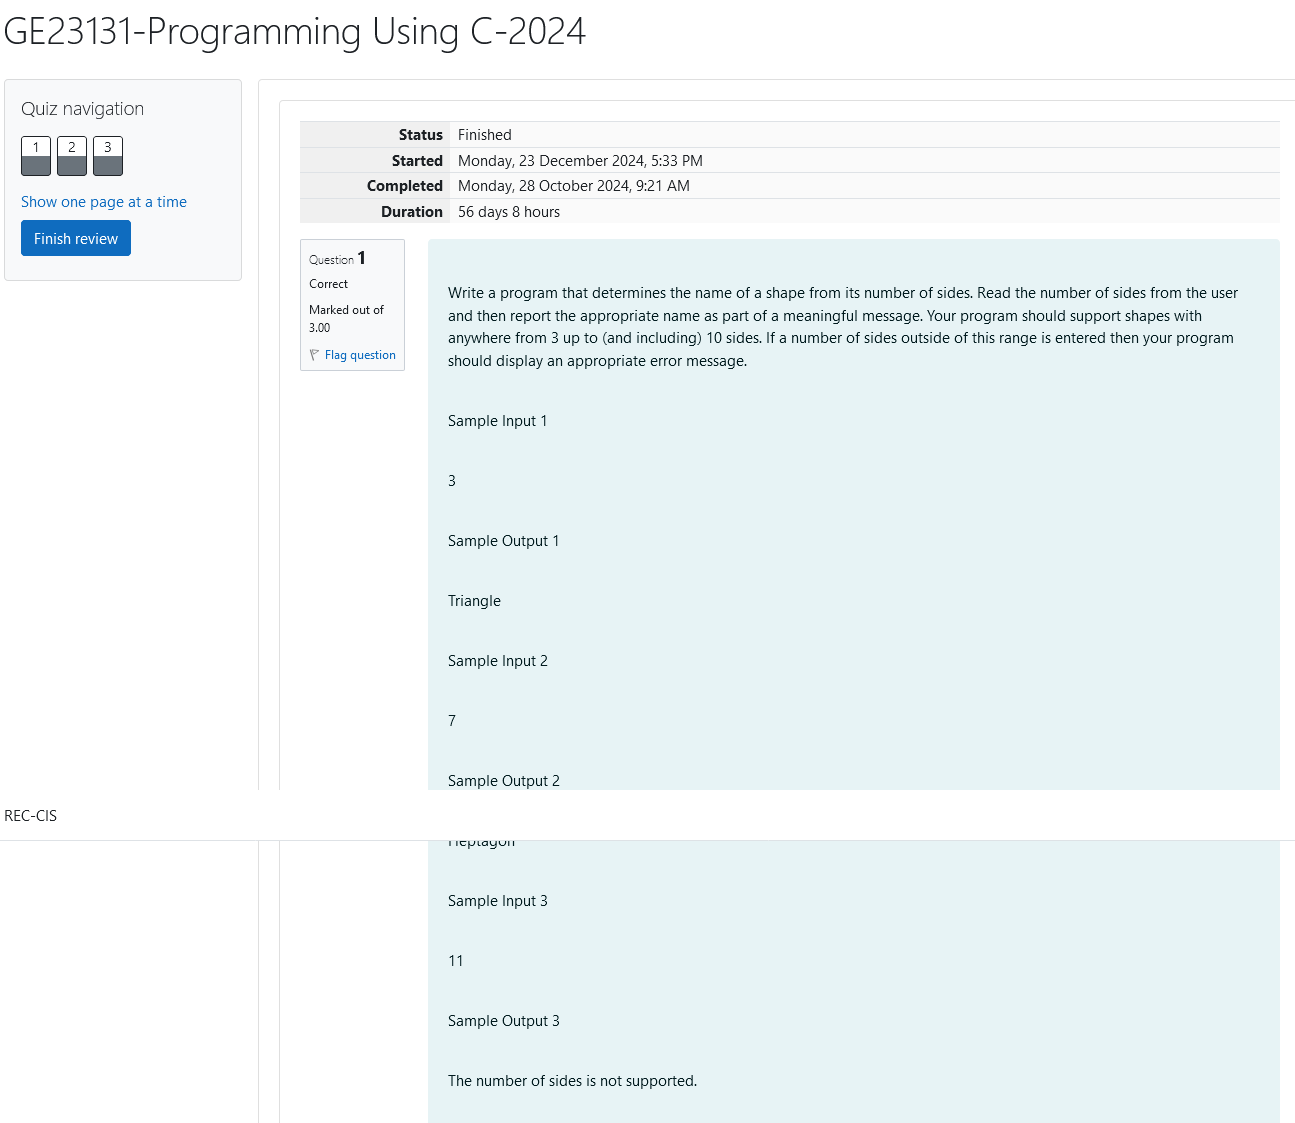 GE23131-Programming Using C-2024
Quiz navigation
1 2 3
Show one page at a time
Finish review
Status Finished
Started Monday, 23 December 2024, 5:33 PM
Completed Monday, 28 October 2024, 9:21 AM
Duration 56 days 8 hours
Question 1
Correct
Marked out of
3.00
Flag question
Write a program that determines the name of a shape from its number of sides. Read the number of sides from the user
and then report the appropriate name as part of a meaningful message. Your program should support shapes with
anywhere from 3 up to (and including) 10 sides. If a number of sides outside of this range is entered then your program
should display an appropriate error message.
Sample Input 1
3
Sample Output 1
Triangle
Sample Input 2
7
Sample Output 2
REC-CIS
Heptagon
Sample Input 3
11
Sample Output 3
The number of sides is not supported.